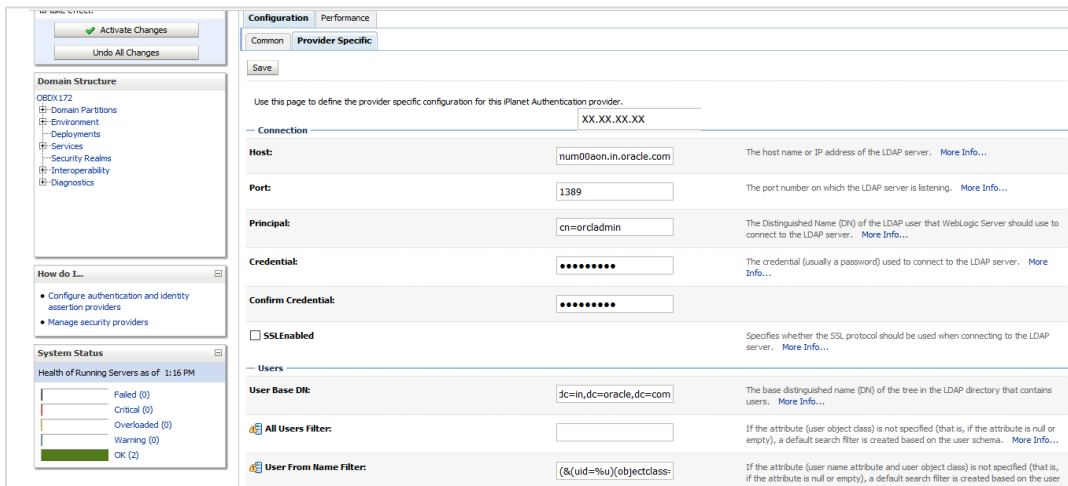 to take effect.
Activate Changes
Undo All Changes
Domain Structure
OBDX172
Domain Partitions
Environment
Deployments
Services
Security Realms
Interoperability
Diagnostics
How do I...
Configure authentication and identity
assertion providers
Manage security providers
System Status
Health of Running Servers as of 1:16 PM
Failed (0)
Critical (0)
Overloaded (0)
Warning (0)
OK (2)
Configuration Performance
Common Provider Specific
Save
Use this page to define the provider specific configuration for this iPlanet Authentication provider.
XX.XX.XX.XX
Connection
Host: num00aon.in.oracle.com The host name or IP address of the LDAP server. More Info...
Port: 1389 The port number on which the LDAP server is listening. More Info...
Principal: cn=orcladmin The Distinguished Name (DN) of the LDAP user that WebLogic Server should use to
connect to the LDAP server. More Info...
Credential: ●●●●●●●●● The credential (usually a password) used to connect to the LDAP server. More
Info...
Confirm Credential: ●●●●●●●●●
SSLEnabled Specifies whether the SSL protocol should be used when connecting to the LDAP
server. More Info...
Users
User Base DN: dc=in,dc=oracle,dc=com The base distinguished name (DN) of the tree in the LDAP directory that contains
users. More Info...
All Users Filter: If the attribute (user object class) is not specified (that is, if the attribute is null or
empty), a default search filter is created based on the user schema. More Info...
User From Name Filter: (&(uid=%u)(objectclass= If the attribute (user name attribute and user object class) is not specified (that is,
if the attribute is null or empty), a default search filter is created based on the user